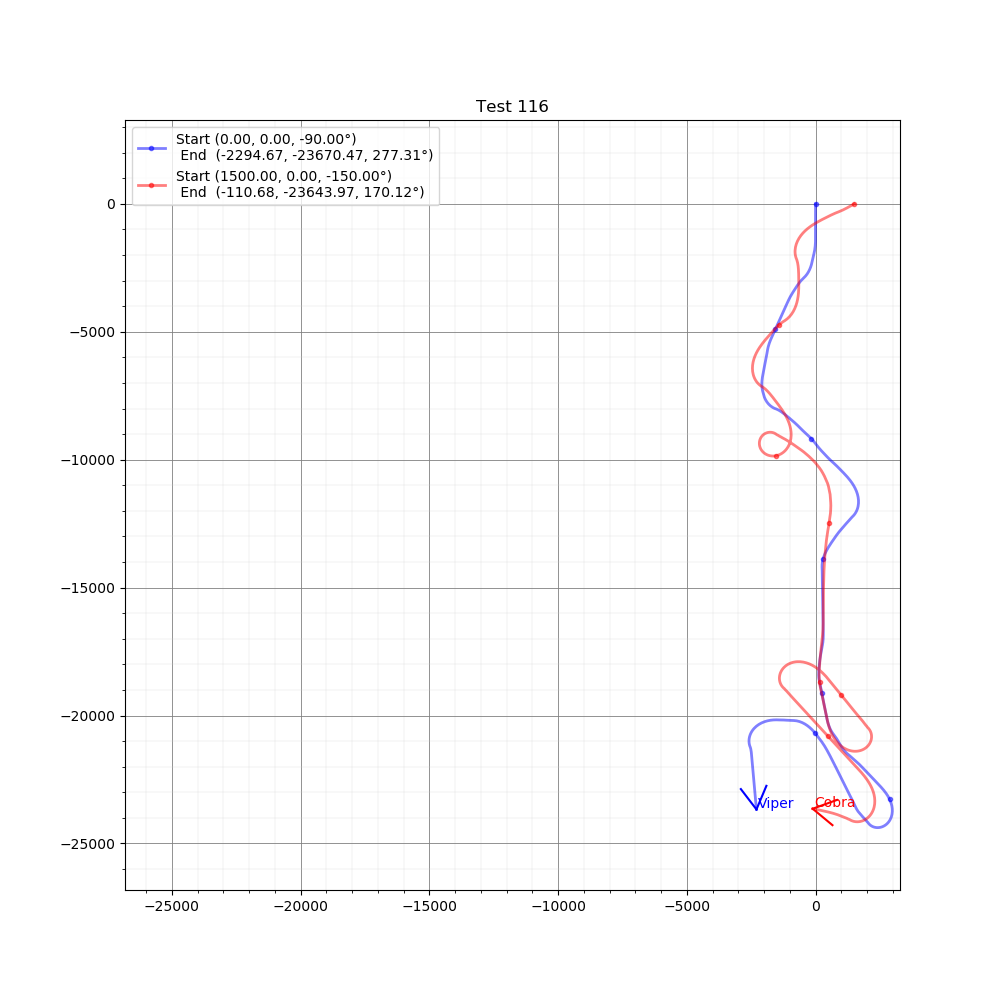 Test 116
Start (0.00, 0.00, -90.00°)
End  (-2294.67, -23670.47, 277.31°)
Start (1500.00, 0.00, -150.00°)
End  (-110.68, -23643.97, 170.12°)
0
−5000
−10000
−15000
−20000
−25000
Viper
Cobra
−25000
−20000
−15000
−10000
−5000
0